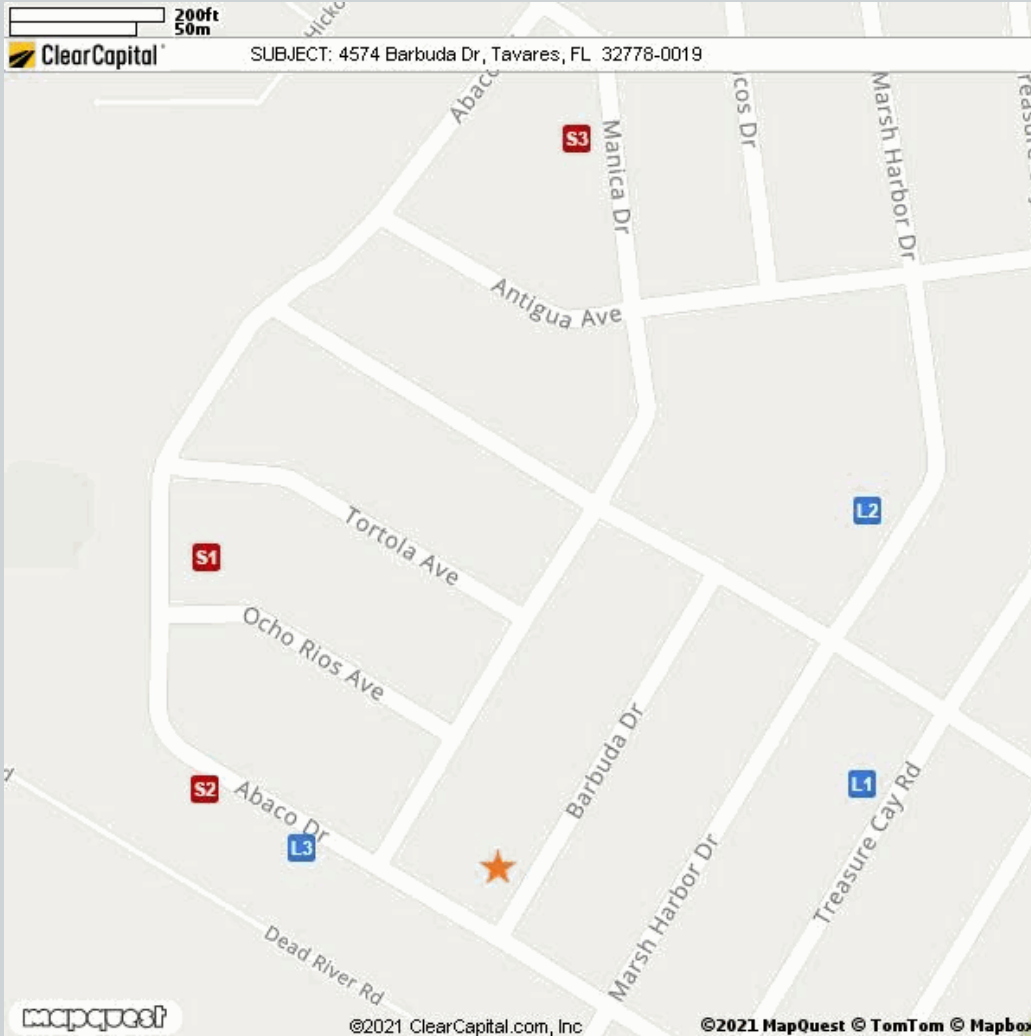 200ft
50m
ClearCapital
SUBJECT: 4574 Barbuda Dr, Tavares, FL 32778-0019
Abaco
S3
Manica Dr
Marsh Harbor Dr
Antigua Ave
L2
Tortola Ave
S1
Ocho Rios Ave
Barbuda Dr
L1
S2
Abaco Dr
L3
Treasure Cay Rd
Marsh Harbor Dr
Dead River Rd
mapquest
©2021 ClearCapital.com, Inc
©2021 MapQuest © TomTom © Mapbox